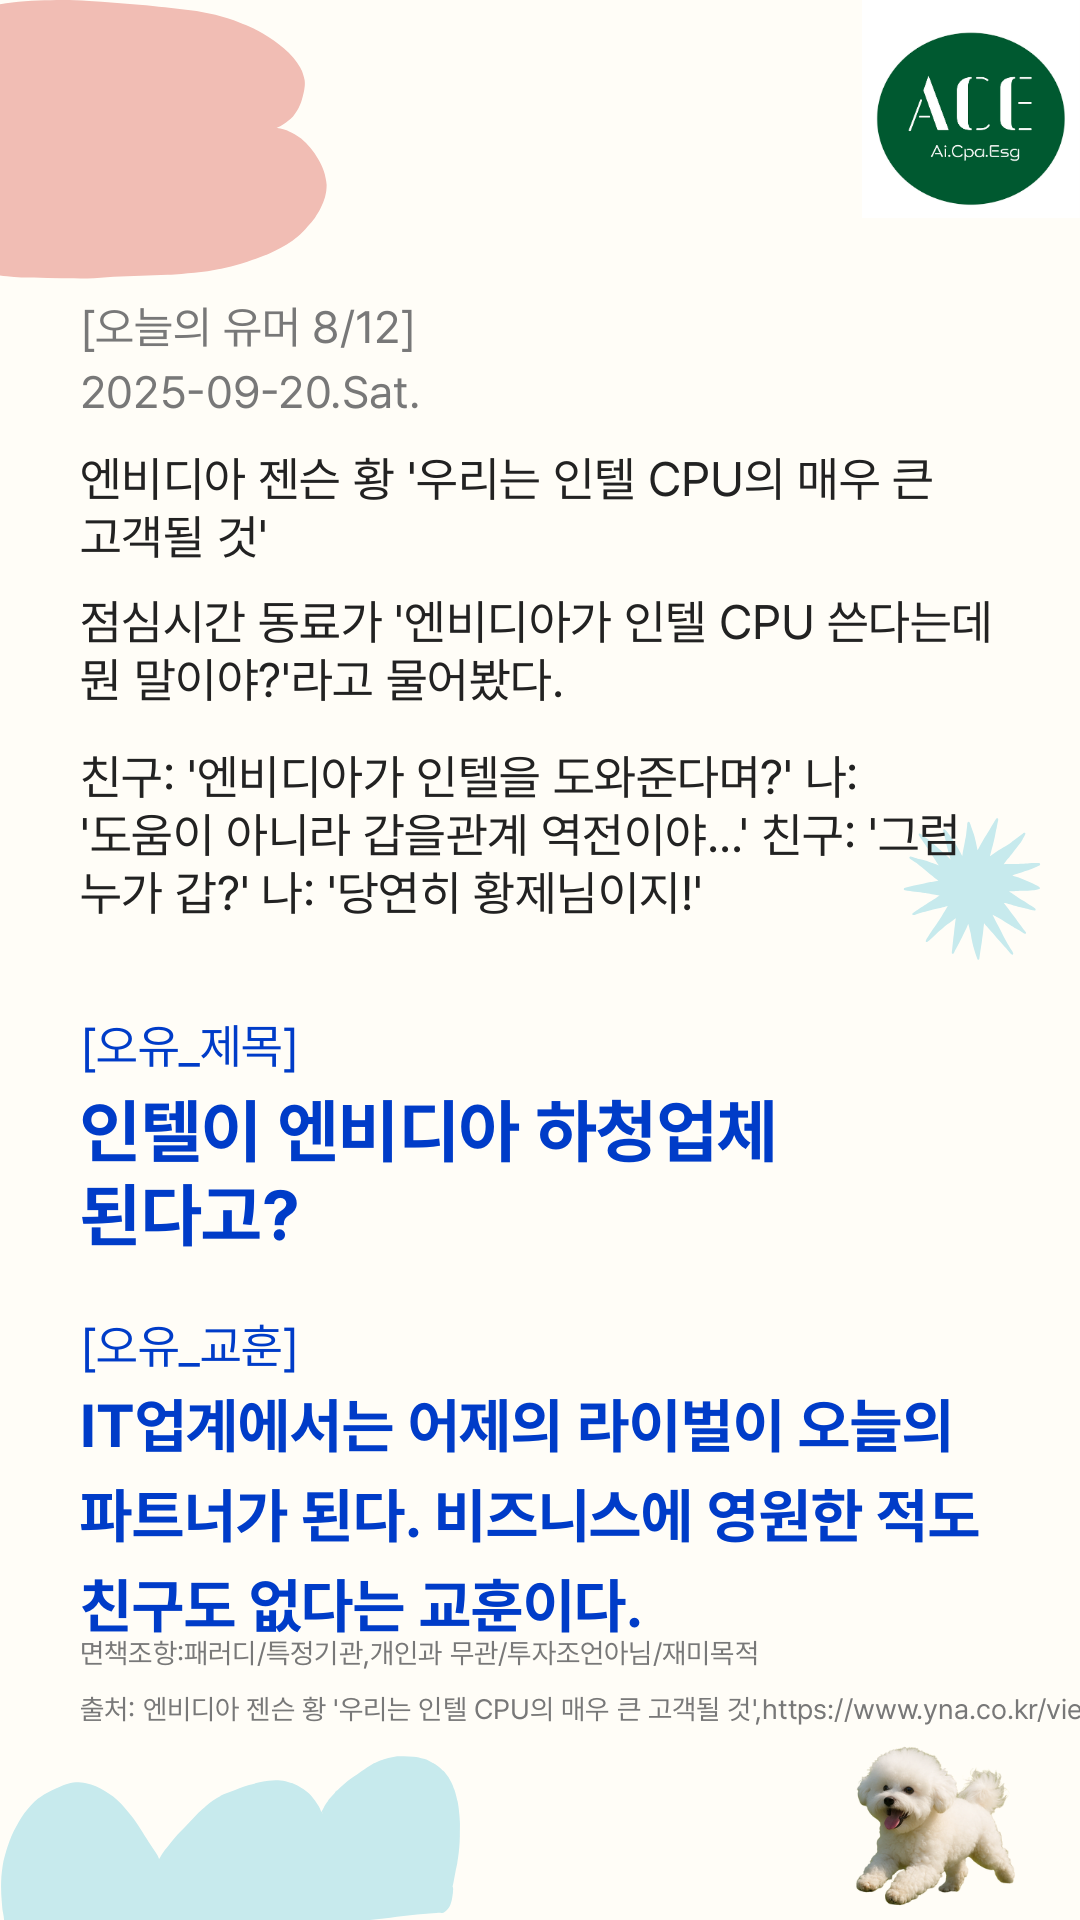 ACE
Ai.Cpa.Esg
[오늘의 유머 8/12]
2025-09-20.Sat.
엔비디아 젠슨 황 '우리는 인텔 CPU의 매우 큰
고객될 것'
점심시간 동료가 '엔비디아가 인텔 CPU 쓴다는데
뭔 말이야?'라고 물어봤다.
친구: '엔비디아가 인텔을 도와준다며?' 나:
'도움이 아니라 갑을관계 역전이야...' 친구: '그럼
누가 갑?' 나: '당연히 황제님이지!'
[오유_제목]
인텔이 엔비디아 하청업체
된다고?
[오유_교훈]
IT업계에서는 어제의 라이벌이 오늘의
파트너가 된다. 비즈니스에 영원한 적도
친구도 없다는 교훈이다.
면책조항:패러디/특정기관,개인과 무관/투자조언아님/재미목적
출처: 엔비디아 젠슨 황 '우리는 인텔 CPU의 매우 큰 고객될 것',https://www.yna.co.kr/vie